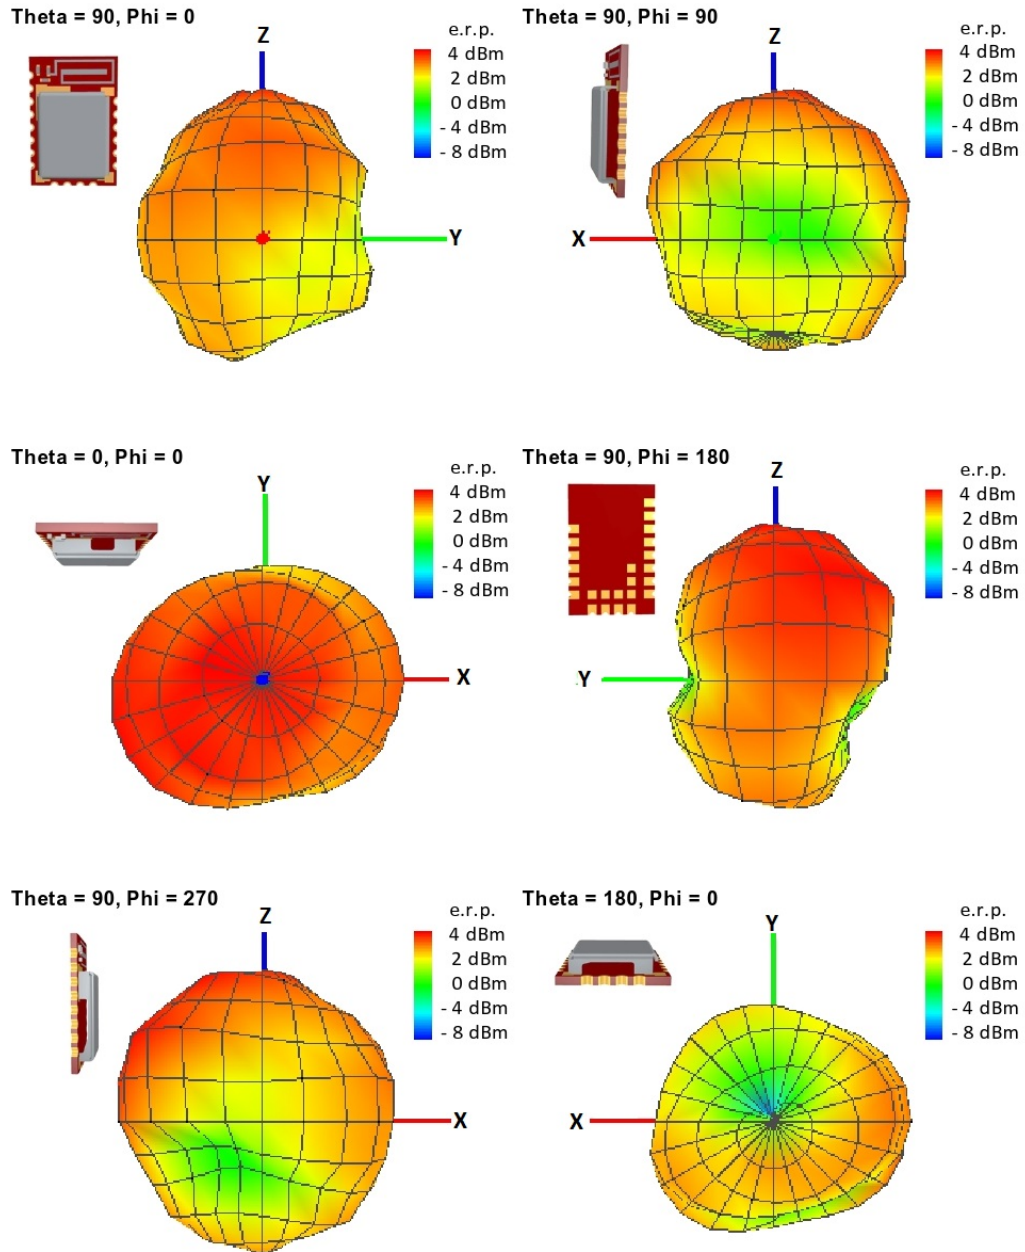 Theta = 90, Phi = 0
Z
Y
e.r.p.
4 dBm
2 dBm
0 dBm
- 4 dBm
- 8 dBm
Theta = 90, Phi = 90
Z
X
e.r.p.
4 dBm
2 dBm
0 dBm
- 4 dBm
- 8 dBm
Theta = 0, Phi = 0
Y
X
e.r.p.
4 dBm
2 dBm
0 dBm
- 4 dBm
- 8 dBm
Theta = 90, Phi = 180
Z
Y
e.r.p.
4 dBm
2 dBm
0 dBm
- 4 dBm
- 8 dBm
Theta = 90, Phi = 270
Z
X
e.r.p.
4 dBm
2 dBm
0 dBm
- 4 dBm
- 8 dBm
Theta = 180, Phi = 0
Y
X
e.r.p.
4 dBm
2 dBm
0 dBm
- 4 dBm
- 8 dBm